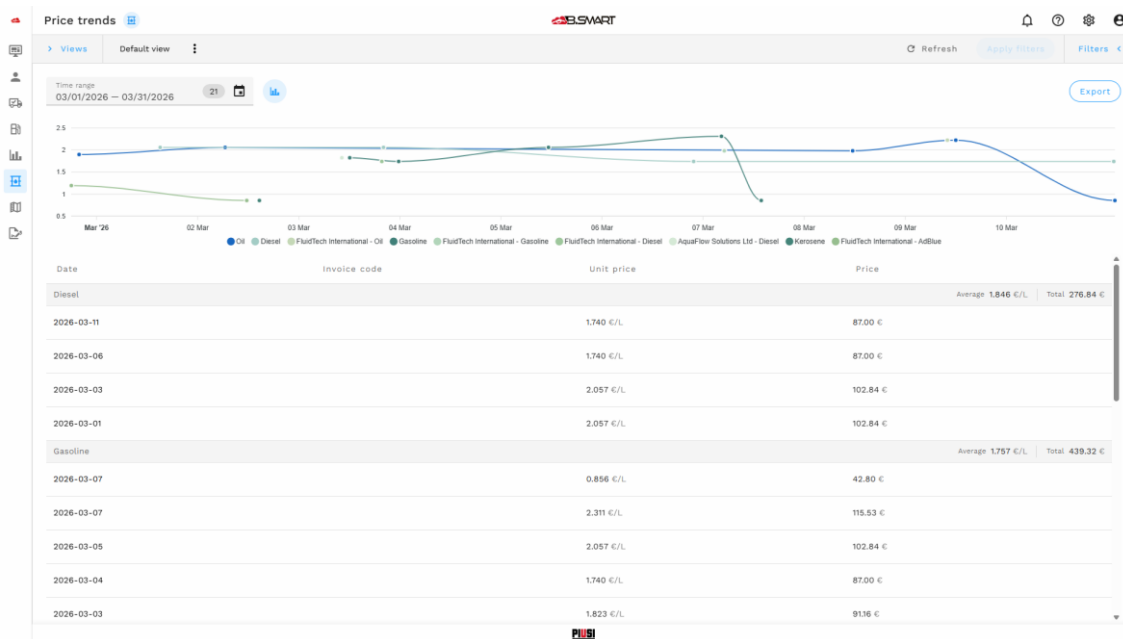 Price trends
B.SMART
Views
Default view
Refresh
Apply filters
Filters
Time range
03/01/2026 — 03/31/2026
21
Export
2.5
2
1.5
1
0.5
Mar '26 02 Mar 03 Mar 04 Mar 05 Mar 06 Mar 07 Mar 08 Mar 09 Mar 10 Mar
Oil Diesel FluidTech International - Oil Gasoline FluidTech International - Gasoline FluidTech International - Diesel AquaFlow Solutions Ltd - Diesel Kerosene FluidTech International - AdBlue
Date Invoice code Unit price Price
Diesel Average 1.846 €/L Total 276.84 €
2026-03-11 1.740 €/L 87.00 €
2026-03-06 1.740 €/L 87.00 €
2026-03-03 2.057 €/L 102.84 €
2026-03-01 2.057 €/L 102.84 €
Gasoline Average 1.757 €/L Total 439.32 €
2026-03-07 0.856 €/L 42.80 €
2026-03-07 2.311 €/L 115.53 €
2026-03-05 2.057 €/L 102.84 €
2026-03-04 1.740 €/L 87.00 €
2026-03-03 1.823 €/L 91.16 €
PIUSI